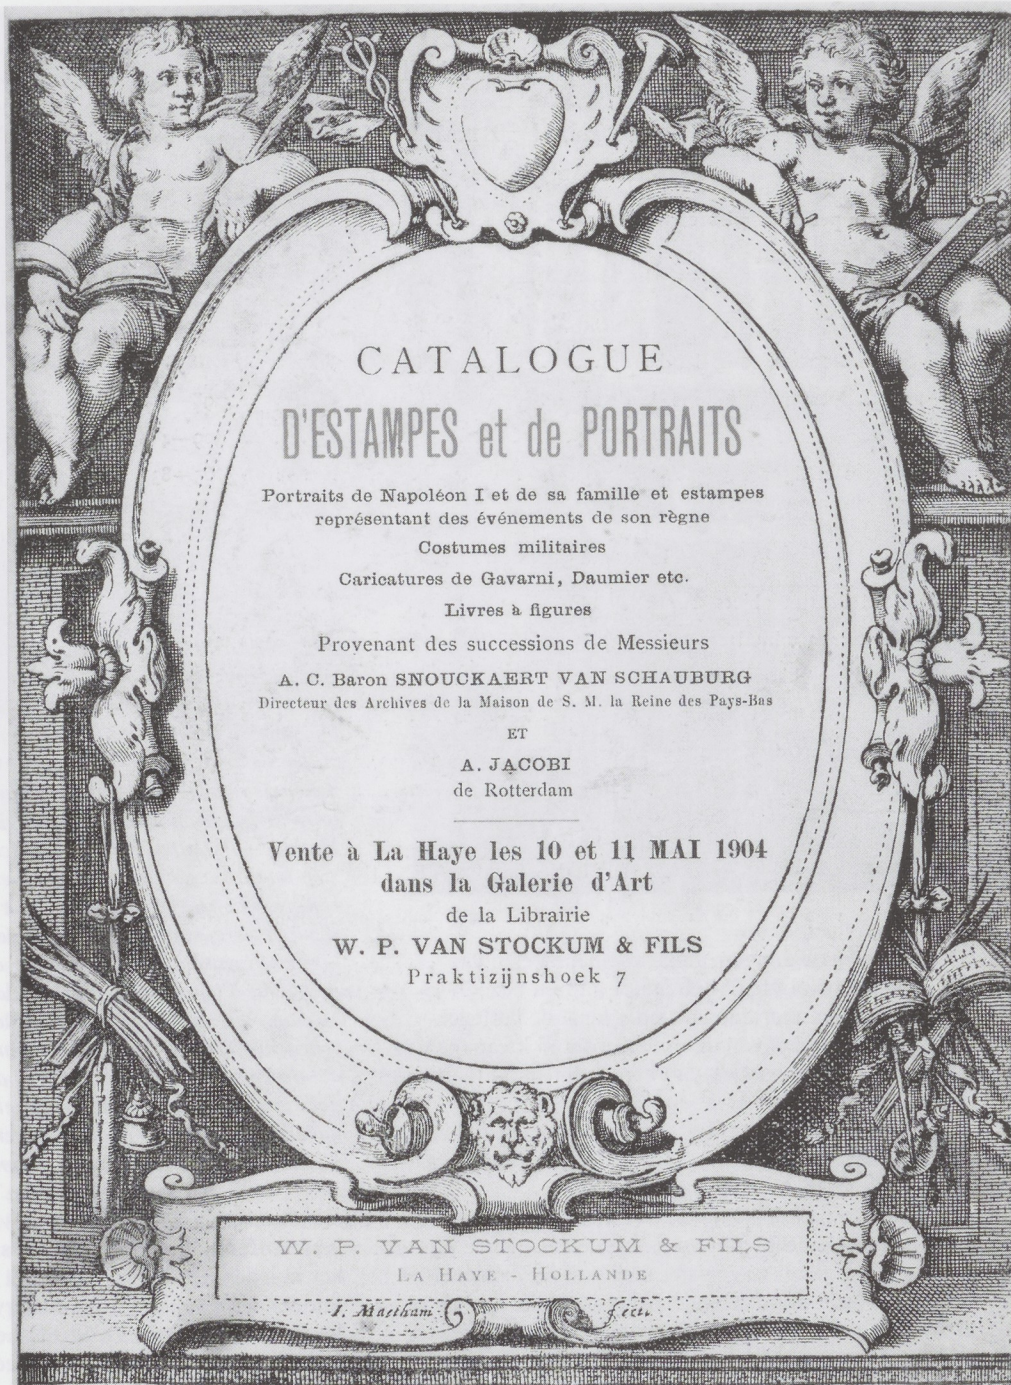 CATALOGUE
D'ESTAMPES et de PORTRAITS
Portraits de Napoléon I et de sa famille et estampes
représentant des événements de son règne
Costumes militaires
Caricatures de Gavarni, Daumier etc.
Livres à figures
Provenant des successions de Messieurs
A. C. Baron SNOUCKAERT VAN SCHAUBURG
Directeur des Archives de la Maison de S. M. la Reine des Pays-Bas
ET
A. JACOBI
de Rotterdam
Vente à La Haye les 10 et 11 MAI 1904
dans la Galerie d'Art
de la Librairie
W. P. VAN STOCKUM & FILS
Praktizijnshoek 7
W. P. VAN STOCKUM & FILS
LA HAYE - HOLLANDE
I. Maetham fecit.